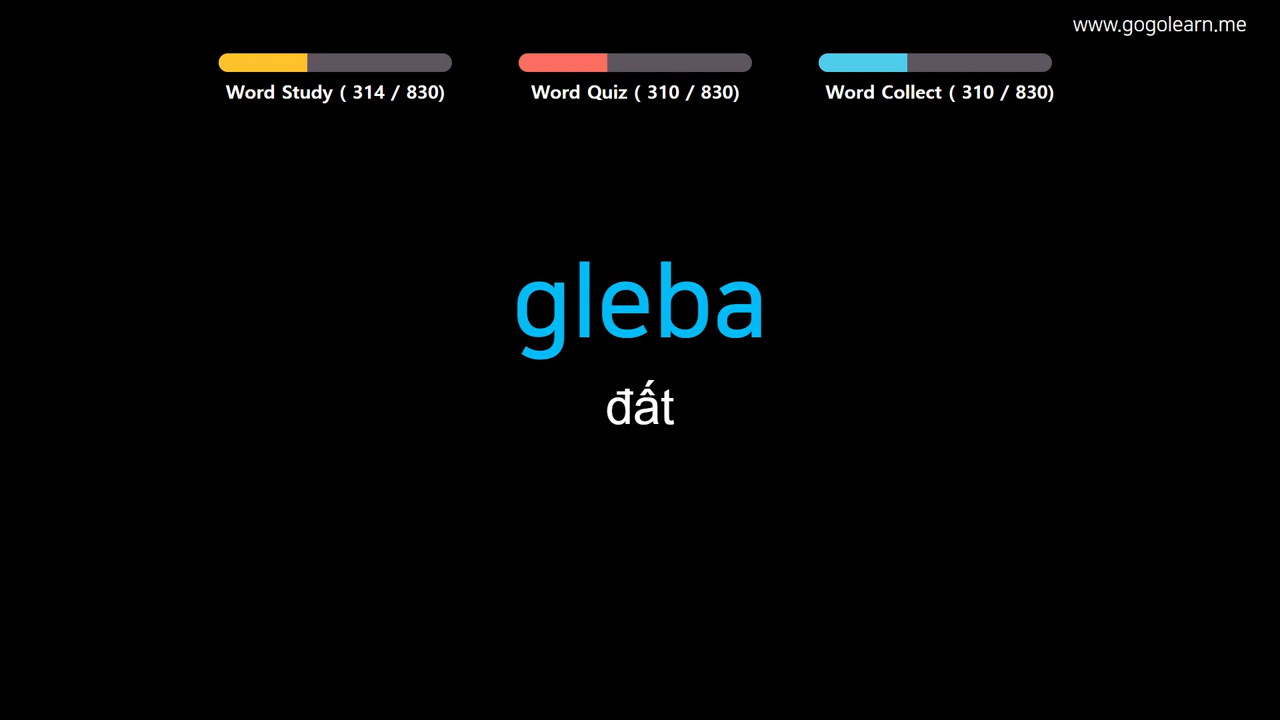 www.gogolearn.me
Word Study ( 314 / 830)
Word Quiz ( 310 / 830)
Word Collect ( 310 / 830)
gleba
đất